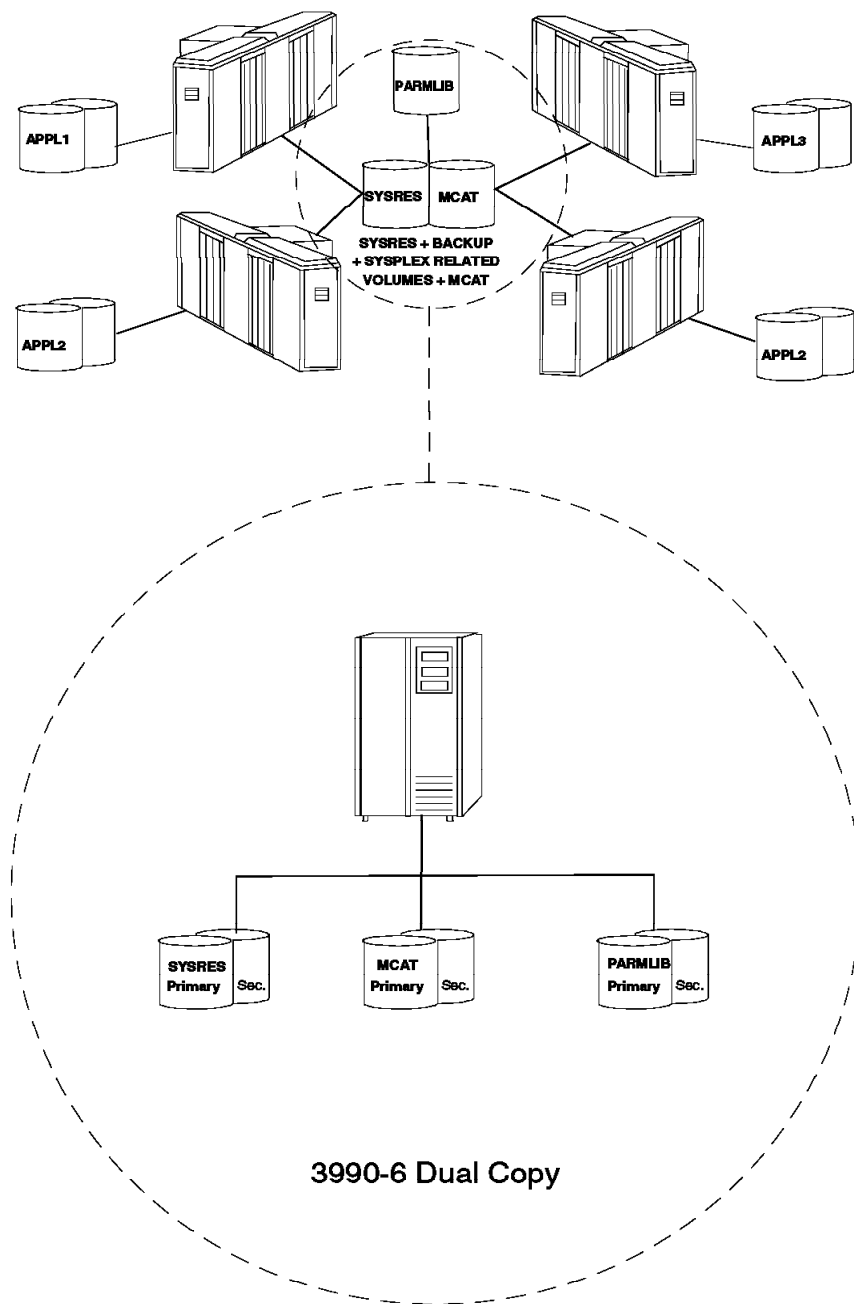 PARMLIB
APPL1
APPL3
SYSRES
MCAT
SYSRES + BACKUP
+ SYSPLEX RELATED
VOLUMES + MCAT
APPL2
APPL2
SYSRES
Primary
Sec.
MCAT
Primary
Sec.
PARMLIB
Primary
Sec.
3990-6 Dual Copy